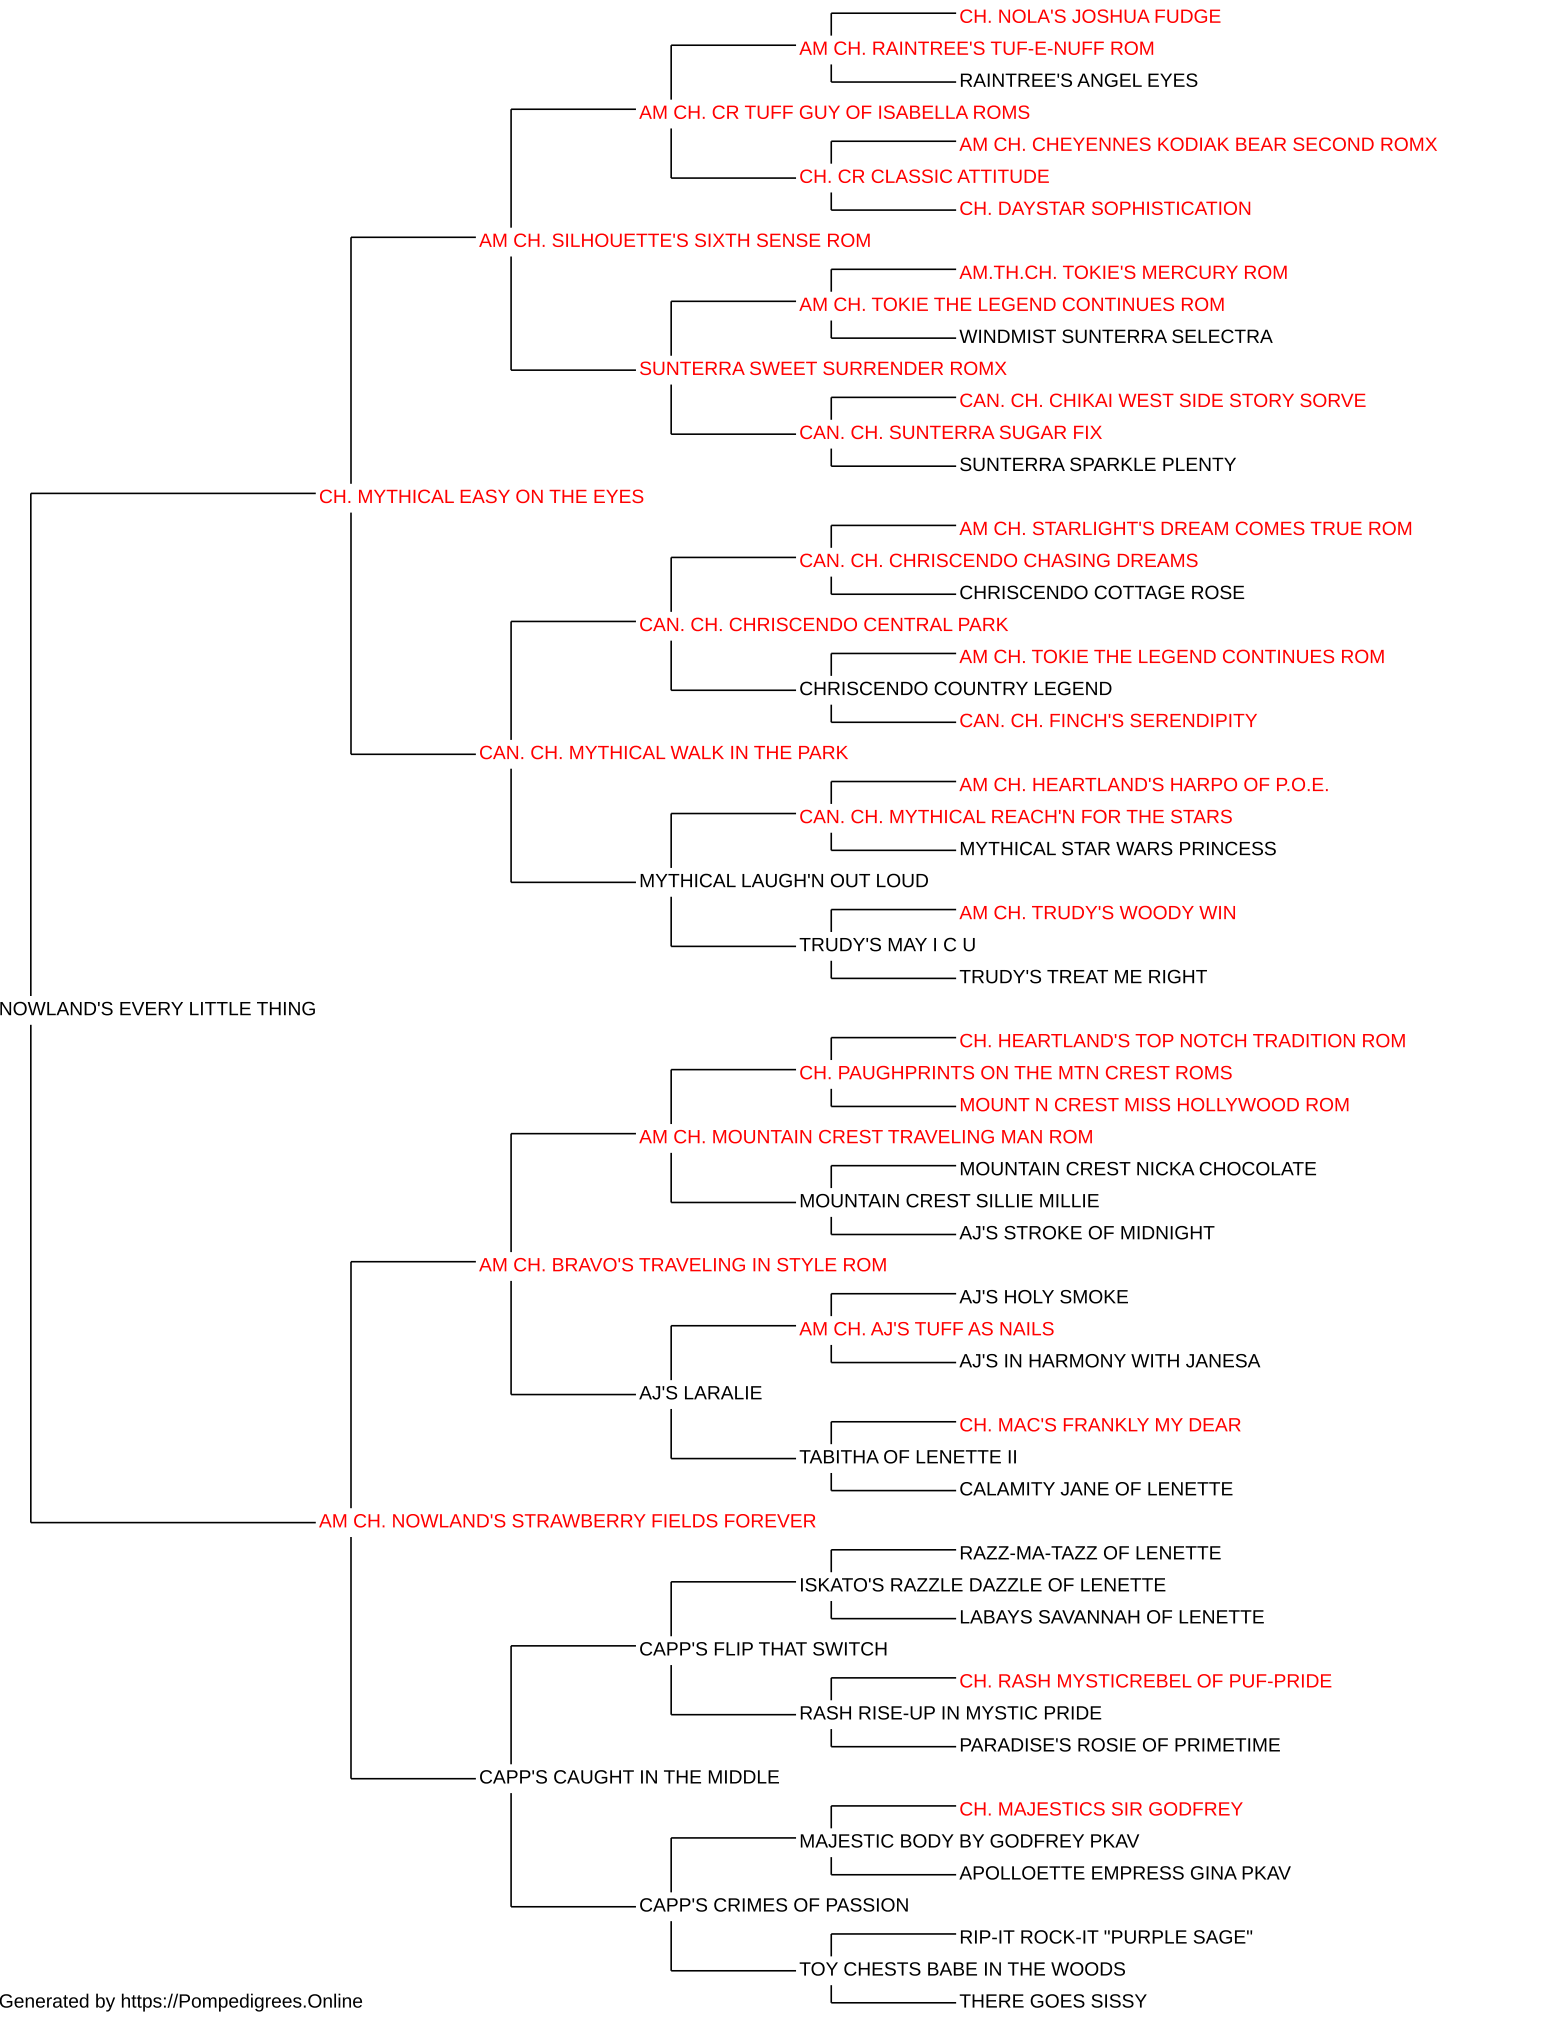 CH. NOLA'S JOSHUA FUDGE
AM CH. RAINTREE'S TUF-E-NUFF ROM
RAINTREE'S ANGEL EYES
AM CH. CR TUFF GUY OF ISABELLA ROMS
AM CH. CHEYENNES KODIAK BEAR SECOND ROMX
CH. CR CLASSIC ATTITUDE
CH. DAYSTAR SOPHISTICATION
AM CH. SILHOUETTE'S SIXTH SENSE ROM
AM.TH.CH. TOKIE'S MERCURY ROM
AM CH. TOKIE THE LEGEND CONTINUES ROM
WINDMIST SUNTERRA SELECTRA
SUNTERRA SWEET SURRENDER ROMX
CAN. CH. CHIKAI WEST SIDE STORY SORVE
CAN. CH. SUNTERRA SUGAR FIX
SUNTERRA SPARKLE PLENTY
CH. MYTHICAL EASY ON THE EYES
AM CH. STARLIGHT'S DREAM COMES TRUE ROM
CAN. CH. CHRISCENDO CHASING DREAMS
CHRISCENDO COTTAGE ROSE
CAN. CH. CHRISCENDO CENTRAL PARK
AM CH. TOKIE THE LEGEND CONTINUES ROM
CHRISCENDO COUNTRY LEGEND
CAN. CH. FINCH'S SERENDIPITY
CAN. CH. MYTHICAL WALK IN THE PARK
AM CH. HEARTLAND'S HARPO OF P.O.E.
CAN. CH. MYTHICAL REACH'N FOR THE STARS
MYTHICAL STAR WARS PRINCESS
MYTHICAL LAUGH'N OUT LOUD
AM CH. TRUDY'S WOODY WIN
TRUDY'S MAY I C U
TRUDY'S TREAT ME RIGHT
NOWLAND'S EVERY LITTLE THING
CH. HEARTLAND'S TOP NOTCH TRADITION ROM
CH. PAUGHPRINTS ON THE MTN CREST ROMS
MOUNT N CREST MISS HOLLYWOOD ROM
AM CH. MOUNTAIN CREST TRAVELING MAN ROM
MOUNTAIN CREST NICKA CHOCOLATE
MOUNTAIN CREST SILLIE MILLIE
AJ'S STROKE OF MIDNIGHT
AM CH. BRAVO'S TRAVELING IN STYLE ROM
AJ'S HOLY SMOKE
AM CH. AJ'S TUFF AS NAILS
AJ'S IN HARMONY WITH JANESA
AJ'S LARALIE
CH. MAC'S FRANKLY MY DEAR
TABITHA OF LENETTE II
CALAMITY JANE OF LENETTE
AM CH. NOWLAND'S STRAWBERRY FIELDS FOREVER
RAZZ-MA-TAZZ OF LENETTE
ISKATO'S RAZZLE DAZZLE OF LENETTE
LABAYS SAVANNAH OF LENETTE
CAPP'S FLIP THAT SWITCH
CH. RASH MYSTICREBEL OF PUF-PRIDE
RASH RISE-UP IN MYSTIC PRIDE
PARADISE'S ROSIE OF PRIMETIME
CAPP'S CAUGHT IN THE MIDDLE
CH. MAJESTICS SIR GODFREY
MAJESTIC BODY BY GODFREY PKAV
APOLLOETTE EMPRESS GINA PKAV
CAPP'S CRIMES OF PASSION
RIP-IT ROCK-IT "PURPLE SAGE"
TOY CHESTS BABE IN THE WOODS
THERE GOES SISSY
Generated by https://Pompedigrees.Online